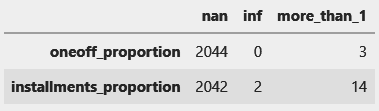 nan inf more_than_1
oneoff_proportion 2044 0 3
installments_proportion 2042 2 14